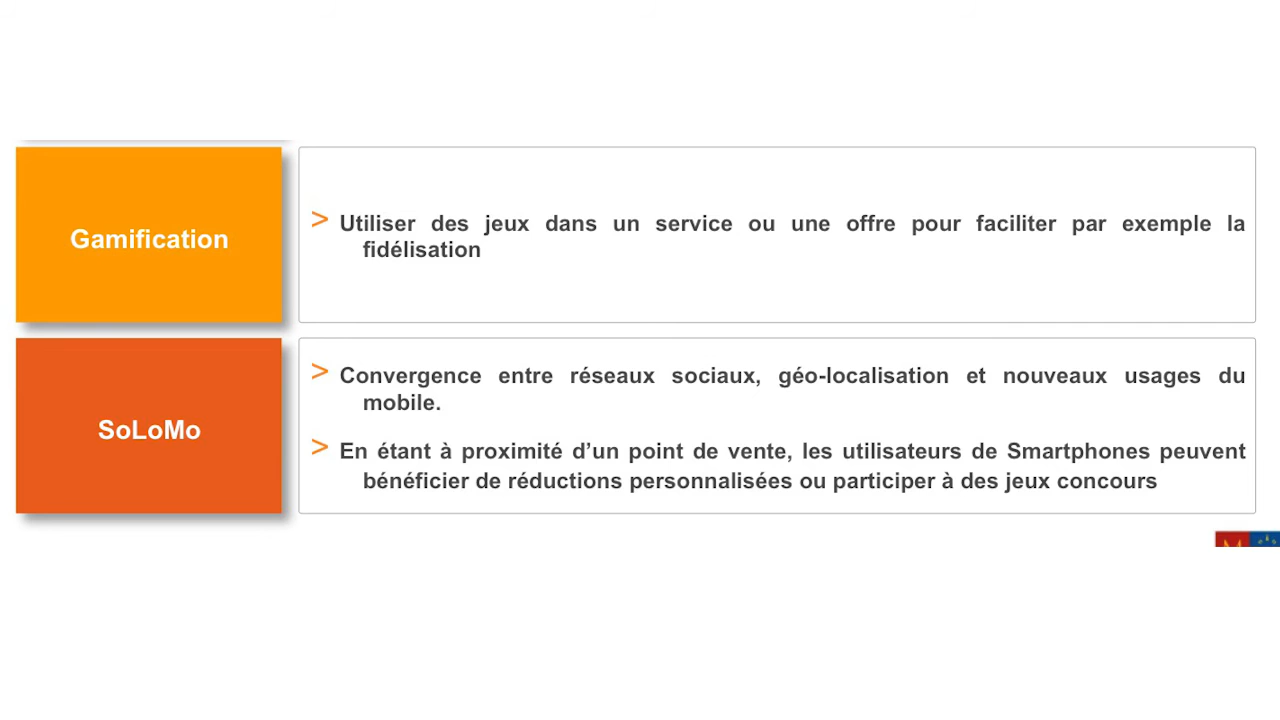 Gamification
> Utiliser des jeux dans un service ou une offre pour faciliter par exemple la
fidélisation
SoLoMo
> Convergence entre réseaux sociaux, géo-localisation et nouveaux usages du
mobile.
> En étant à proximité d’un point de vente, les utilisateurs de Smartphones peuvent
bénéficier de réductions personnalisées ou participer à des jeux concours